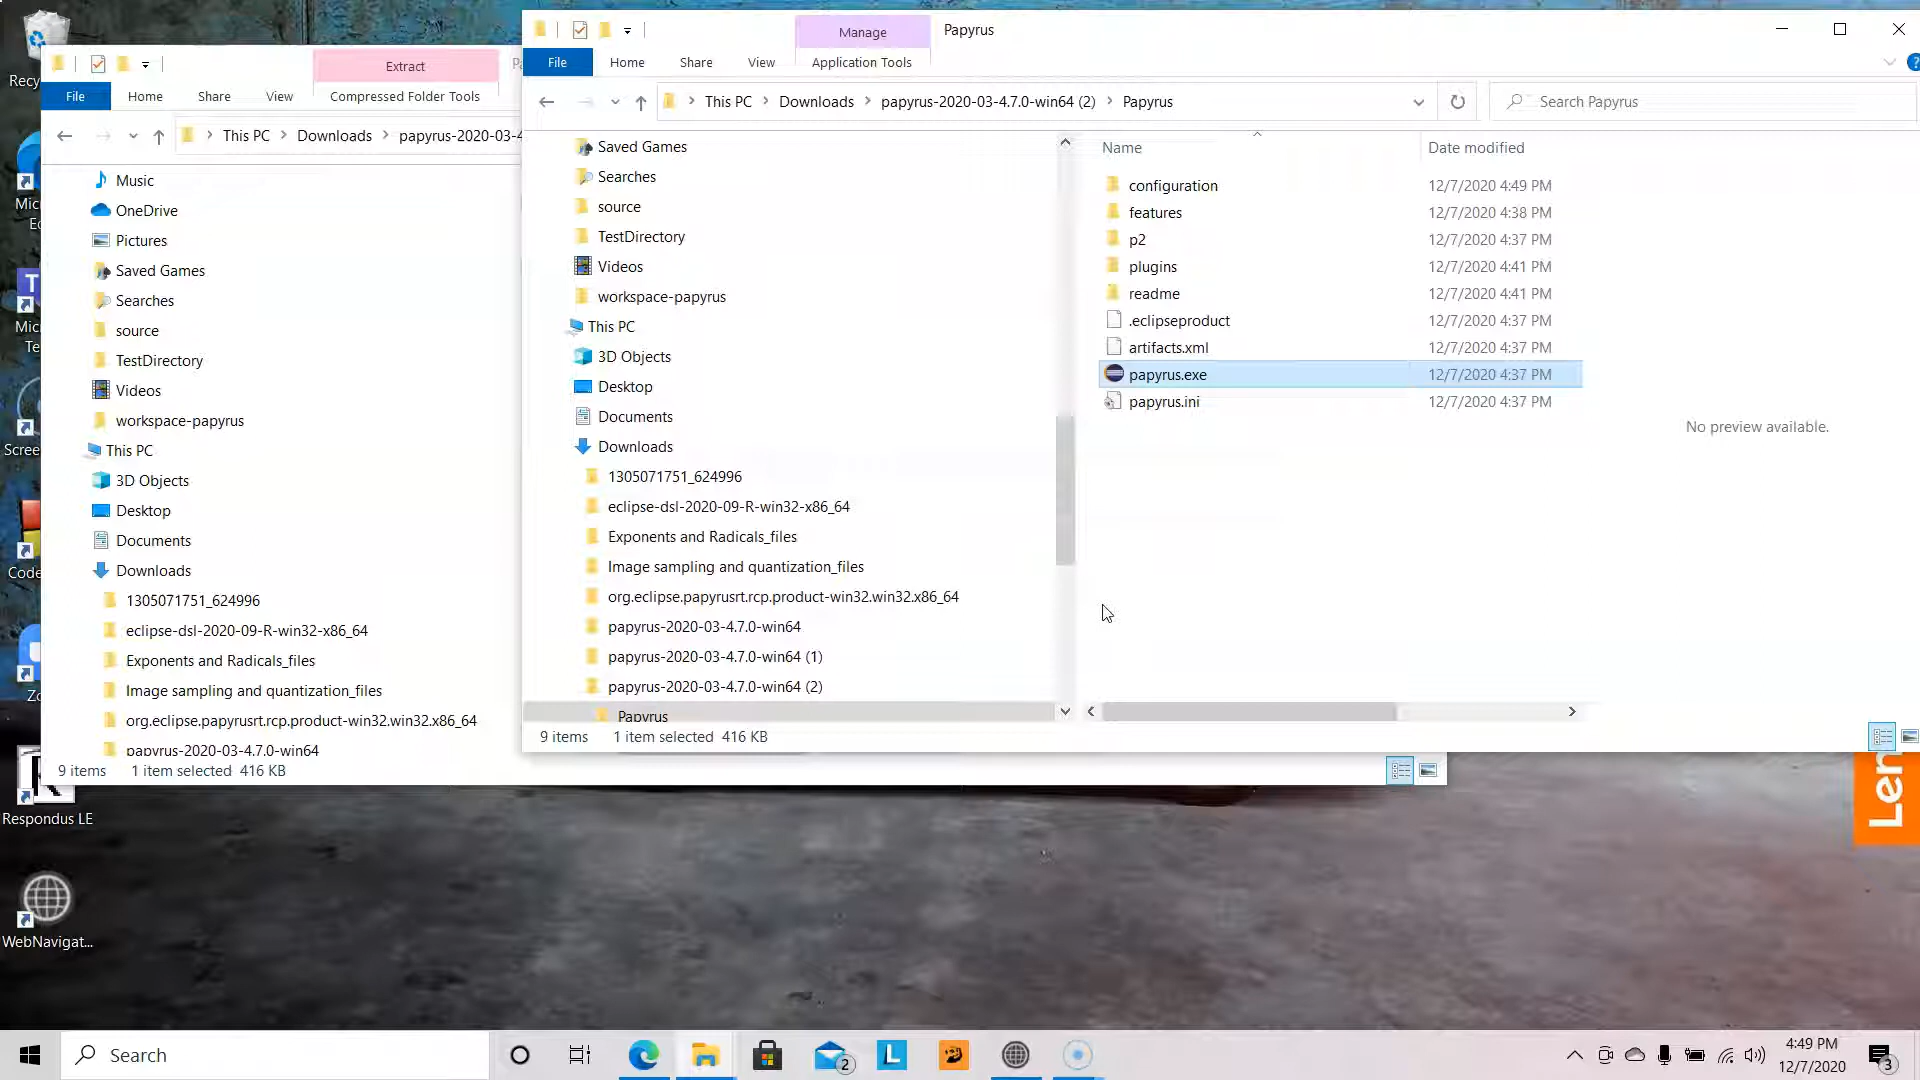 Recy
Mic
Ec
Mic
Te
Scree
Code
Zo
Respondus LE
WebNavigat...
Extract
File
Home
Share
View
Compressed Folder Tools
This PC
Downloads
papyrus-2020-03-4
Music
OneDrive
Pictures
Saved Games
Searches
source
TestDirectory
Videos
workspace-papyrus
This PC
3D Objects
Desktop
Documents
Downloads
1305071751_624996
eclipse-dsl-2020-09-R-win32-x86_64
Exponents and Radicals_files
Image sampling and quantization_files
org.eclipse.papyrusrt.rcp.product-win32.win32.x86_64
papyrus-2020-03-4.7.0-win64
9 items 1 item selected 416 KB
Manage
Papyrus
File
Home
Share
View
Application Tools
This PC
Downloads
papyrus-2020-03-4.7.0-win64 (2)
Papyrus
Search Papyrus
Saved Games
Searches
source
TestDirectory
Videos
workspace-papyrus
This PC
3D Objects
Desktop
Documents
Downloads
1305071751_624996
eclipse-dsl-2020-09-R-win32-x86_64
Exponents and Radicals_files
Image sampling and quantization_files
org.eclipse.papyrusrt.rcp.product-win32.win32.x86_64
papyrus-2020-03-4.7.0-win64
papyrus-2020-03-4.7.0-win64 (1)
papyrus-2020-03-4.7.0-win64 (2)
Papyrus
Name Date modified
configuration 12/7/2020 4:49 PM
features 12/7/2020 4:38 PM
p2 12/7/2020 4:37 PM
plugins 12/7/2020 4:41 PM
readme 12/7/2020 4:41 PM
.eclipseproduct 12/7/2020 4:37 PM
artifacts.xml 12/7/2020 4:37 PM
papyrus.exe 12/7/2020 4:37 PM
papyrus.ini 12/7/2020 4:37 PM
No preview available.
9 items 1 item selected 416 KB
Len
Search
2
L
4:49 PM
12/7/2020
3